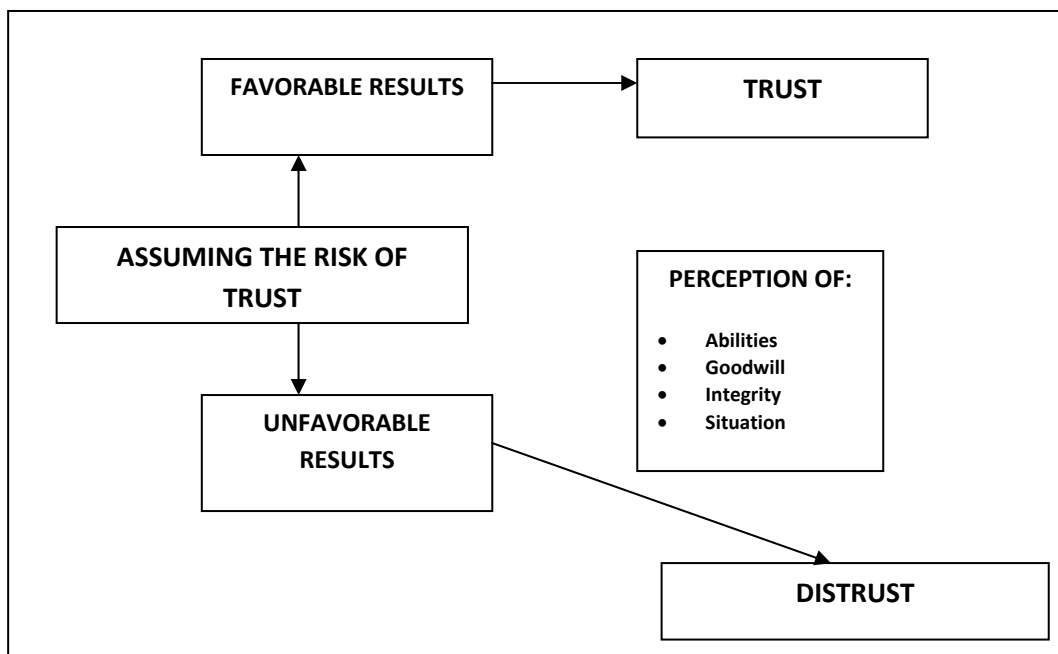 FAVORABLE RESULTS
TRUST
ASSUMING THE RISK OF
TRUST
PERCEPTION OF:
• Abilities
• Goodwill
• Integrity
• Situation
UNFAVORABLE
RESULTS
DISTRUST